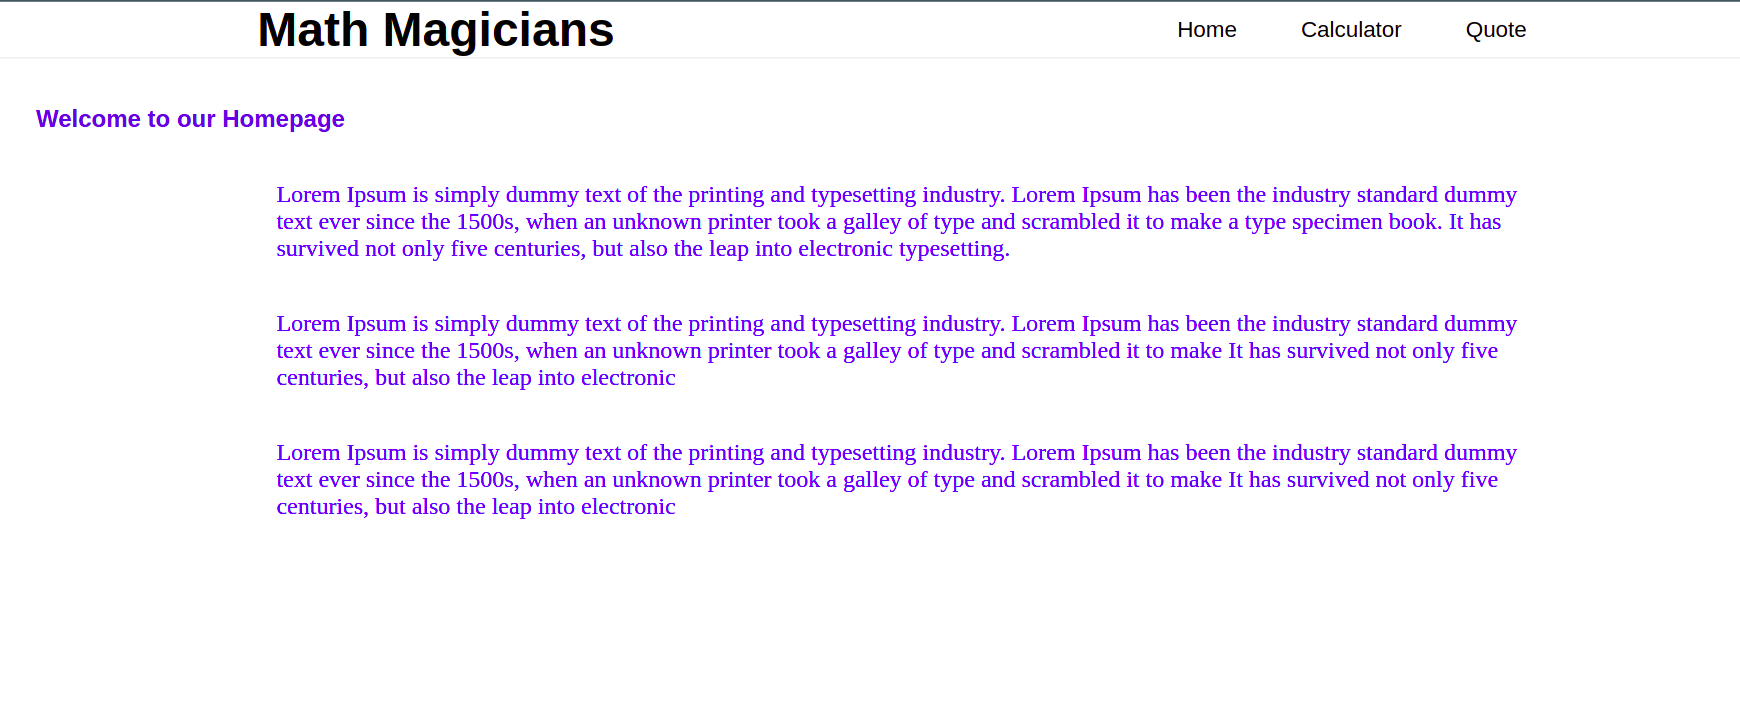 Math Magicians
Home Calculator Quote
Welcome to our Homepage
Lorem Ipsum is simply dummy text of the printing and typesetting industry. Lorem Ipsum has been the industry standard dummy
text ever since the 1500s, when an unknown printer took a galley of type and scrambled it to make a type specimen book. It has
survived not only five centuries, but also the leap into electronic typesetting.
Lorem Ipsum is simply dummy text of the printing and typesetting industry. Lorem Ipsum has been the industry standard dummy
text ever since the 1500s, when an unknown printer took a galley of type and scrambled it to make It has survived not only five
centuries, but also the leap into electronic
Lorem Ipsum is simply dummy text of the printing and typesetting industry. Lorem Ipsum has been the industry standard dummy
text ever since the 1500s, when an unknown printer took a galley of type and scrambled it to make It has survived not only five
centuries, but also the leap into electronic